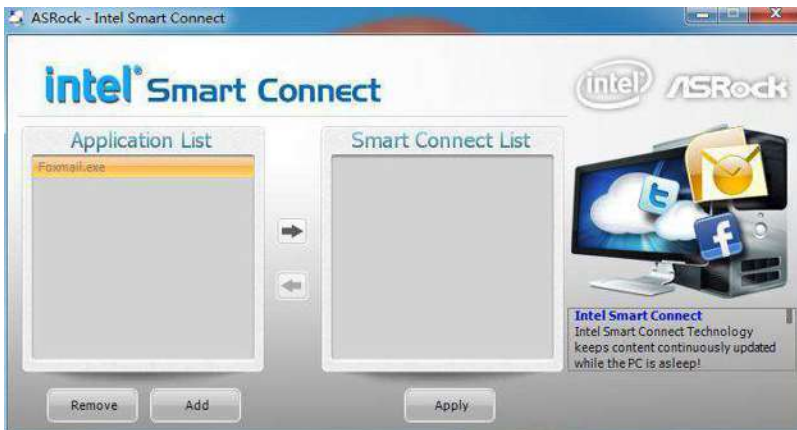 ASRock - Intel Smart Connect
intel® Smart Connect
intel ASRock
Application List
Foxmail.exe
Smart Connect List
Intel Smart Connect
Intel Smart Connect Technology
keeps content continuously updated
while the PC is asleep!
Remove
Add
Apply